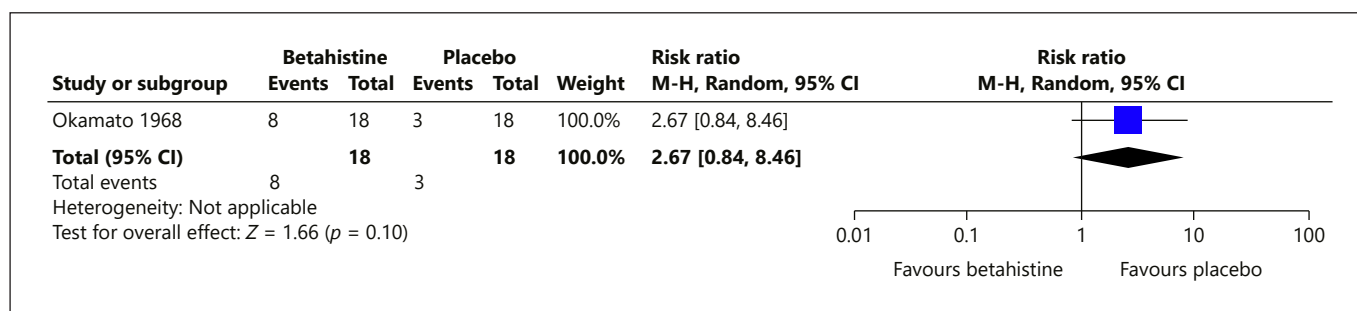 Betahistine Placebo Risk ratio Risk ratio
Study or subgroup Events Total Events Total Weight M-H, Random, 95% CI M-H, Random, 95% CI
Okamato 1968 8 18 3 18 100.0% 2.67 [0.84, 8.46]
Total (95% CI) 18 18 100.0% 2.67 [0.84, 8.46]
Total events 8 3
Heterogeneity: Not applicable
Test for overall effect: Z = 1.66 (p = 0.10)
0.01 0.1 1 10 100
Favours betahistine Favours placebo